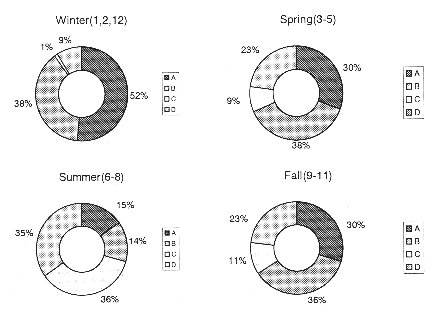 Winter(1,2,12)
9%
1%
38%
52%
A
B
C
D
Spring(3-5)
23%
30%
9%
38%
A
B
C
D
Summer(6-8)
15%
35%
14%
36%
A
B
C
D
Fall(9-11)
23%
30%
11%
36%
A
B
C
D